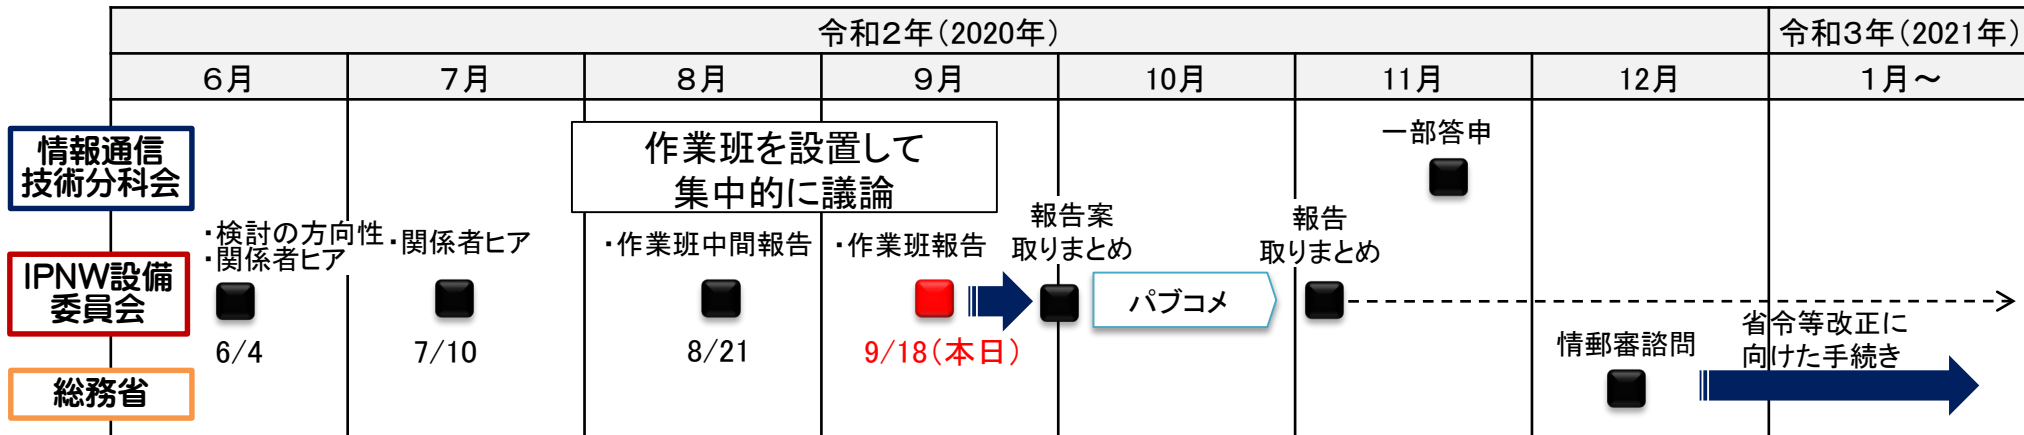 令和２年（2020年）
令和３年（2021年）
６月
７月
８月
９月
10月
11月
12月
１月～
情報通信
技術分科会
作業班を設置して
集中的に議論
一部答申
IPNW設備
委員会
・検討の方向性
・関係者ヒア
6/4
・関係者ヒア
7/10
・作業班中間報告
8/21
・作業班報告
9/18（本日）
報告案
取りまとめ
パブコメ
報告
取りまとめ
総務省
情郵審諮問
省令等改正に
向けた手続き